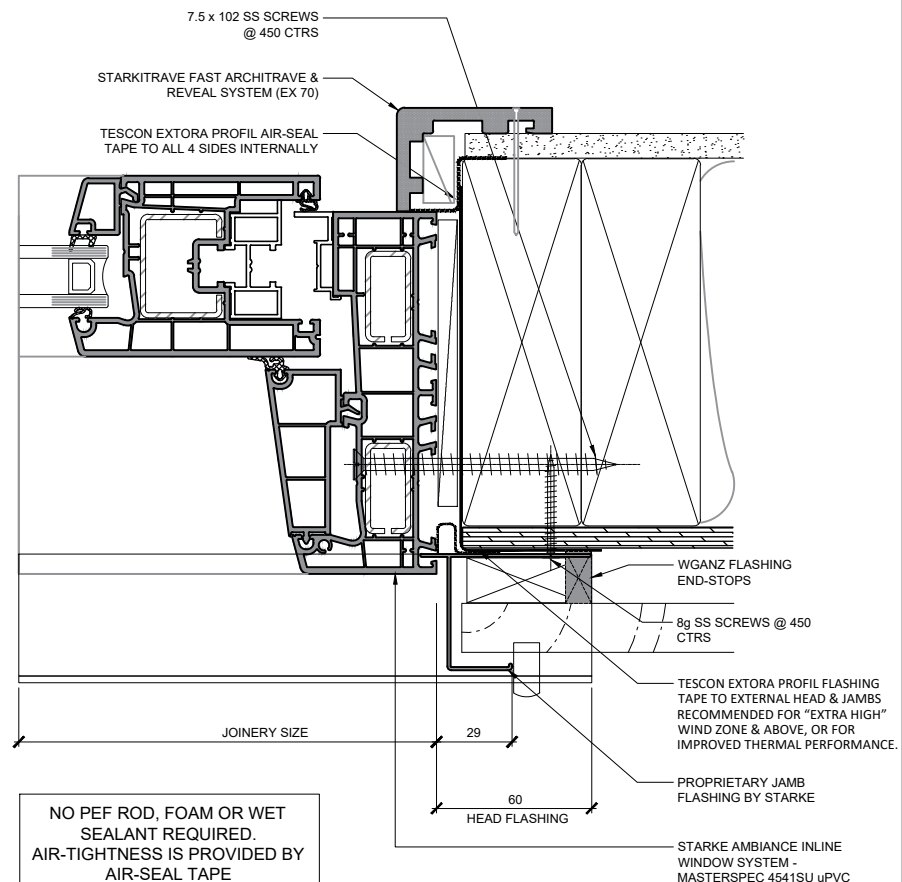 7.5 x 102 SS SCREWS
@ 450 CTRS
STARKITRAVE FAST ARCHITRAVE &
REVEAL SYSTEM (EX 70)
TESCON EXTORA PROFIL AIR-SEAL
TAPE TO ALL 4 SIDES INTERNALLY
WGANZ FLASHING
END-STOPS
8g SS SCREWS @ 450
CTRS
TESCON EXTORA PROFIL FLASHING
TAPE TO EXTERNAL HEAD & JAMBS
RECOMMENDED FOR “EXTRA HIGH”
WIND ZONE & ABOVE, OR FOR
IMPROVED THERMAL PERFORMANCE.
JOINERY SIZE
29
PROPRIETARY JAMB
FLASHING BY STARKE
60
HEAD FLASHING
NO PEF ROD, FOAM OR WET
SEALANT REQUIRED.
AIR-TIGHTNESS IS PROVIDED BY
AIR-SEAL TAPE
STARKE AMBIANCE INLINE
WINDOW SYSTEM -
MASTERSPEC 4541SU uPVC